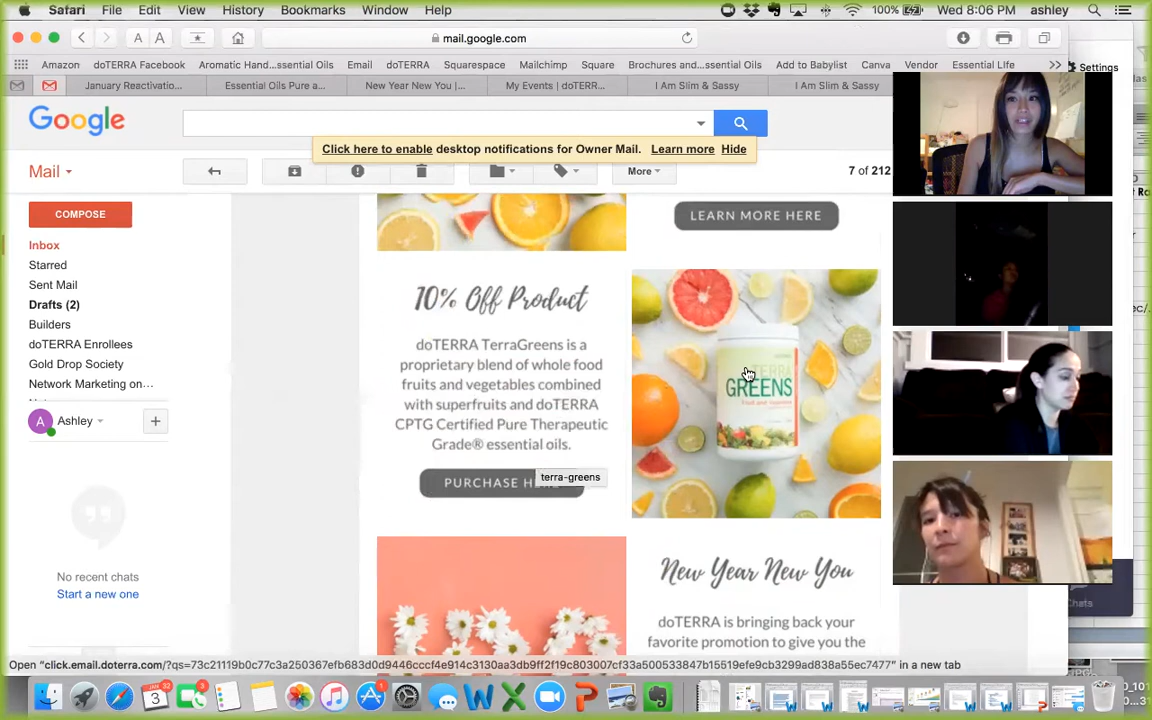 Safari File Edit View History Bookmarks Window Help
100% Wed 8:06 PM ashley
A A mail.google.com
Amazon doTERRA Facebook Aromatic Hand...ssential Oils Email doTERRA Squarespace Mailchimp Square Brochures and...ssential Oils Add to Babylist Canva Vendor Essential LIfe >>
Settings
January Reactivatio... Essential Oils Pure a... New Year New You |... My Events | doTERR... I Am Slim & Sassy I Am Slim & Sassy
Google
Click here to enable desktop notifications for Owner Mail. Learn more Hide
Mail
More
7 of 212
COMPOSE
LEARN MORE HERE
Inbox
Starred
Sent Mail
Drafts (2)
Builders
doTERRA Enrollees
Gold Drop Society
Network Marketing on...
A Ashley +
10% Off Product
doTERRA TerraGreens is a
proprietary blend of whole food
fruits and vegetables combined
with superfruits and doTERRA
CPTG Certified Pure Therapeutic
Grade® essential oils.
GREENS
PURCHASE HE
terra-greens
No recent chats
Start a new one
New Year New You
doTERRA is bringing back your
favorite promotion to give you the
Chats
Open “click.email.doterra.com/?qs=73c21119b0c77c3a250367efb683d0d9446cccf4e914c3130aa3db9ff2f19c803007cf33a500533847b15519efe9cb3299ad838a55ec7477” in a new tab
3